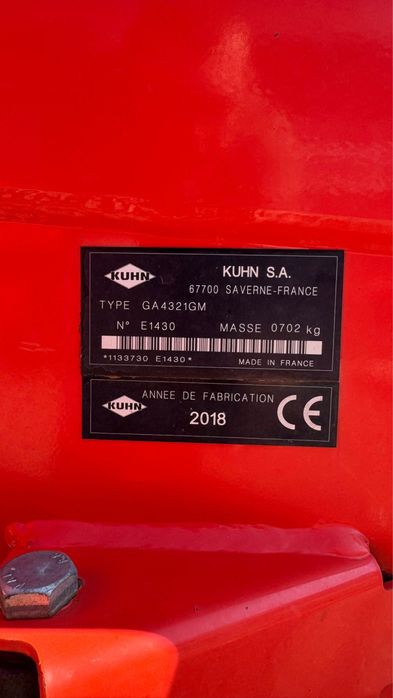 KUHN
KUHN S.A.
67700 SAVERNE-FRANCE
TYPE GA4321GM
N° E1430 MASSE 0702 kg
*1133730 E1430*
MADE IN FRANCE
KUHN
ANNEE DE FABRICATION
2018
CE